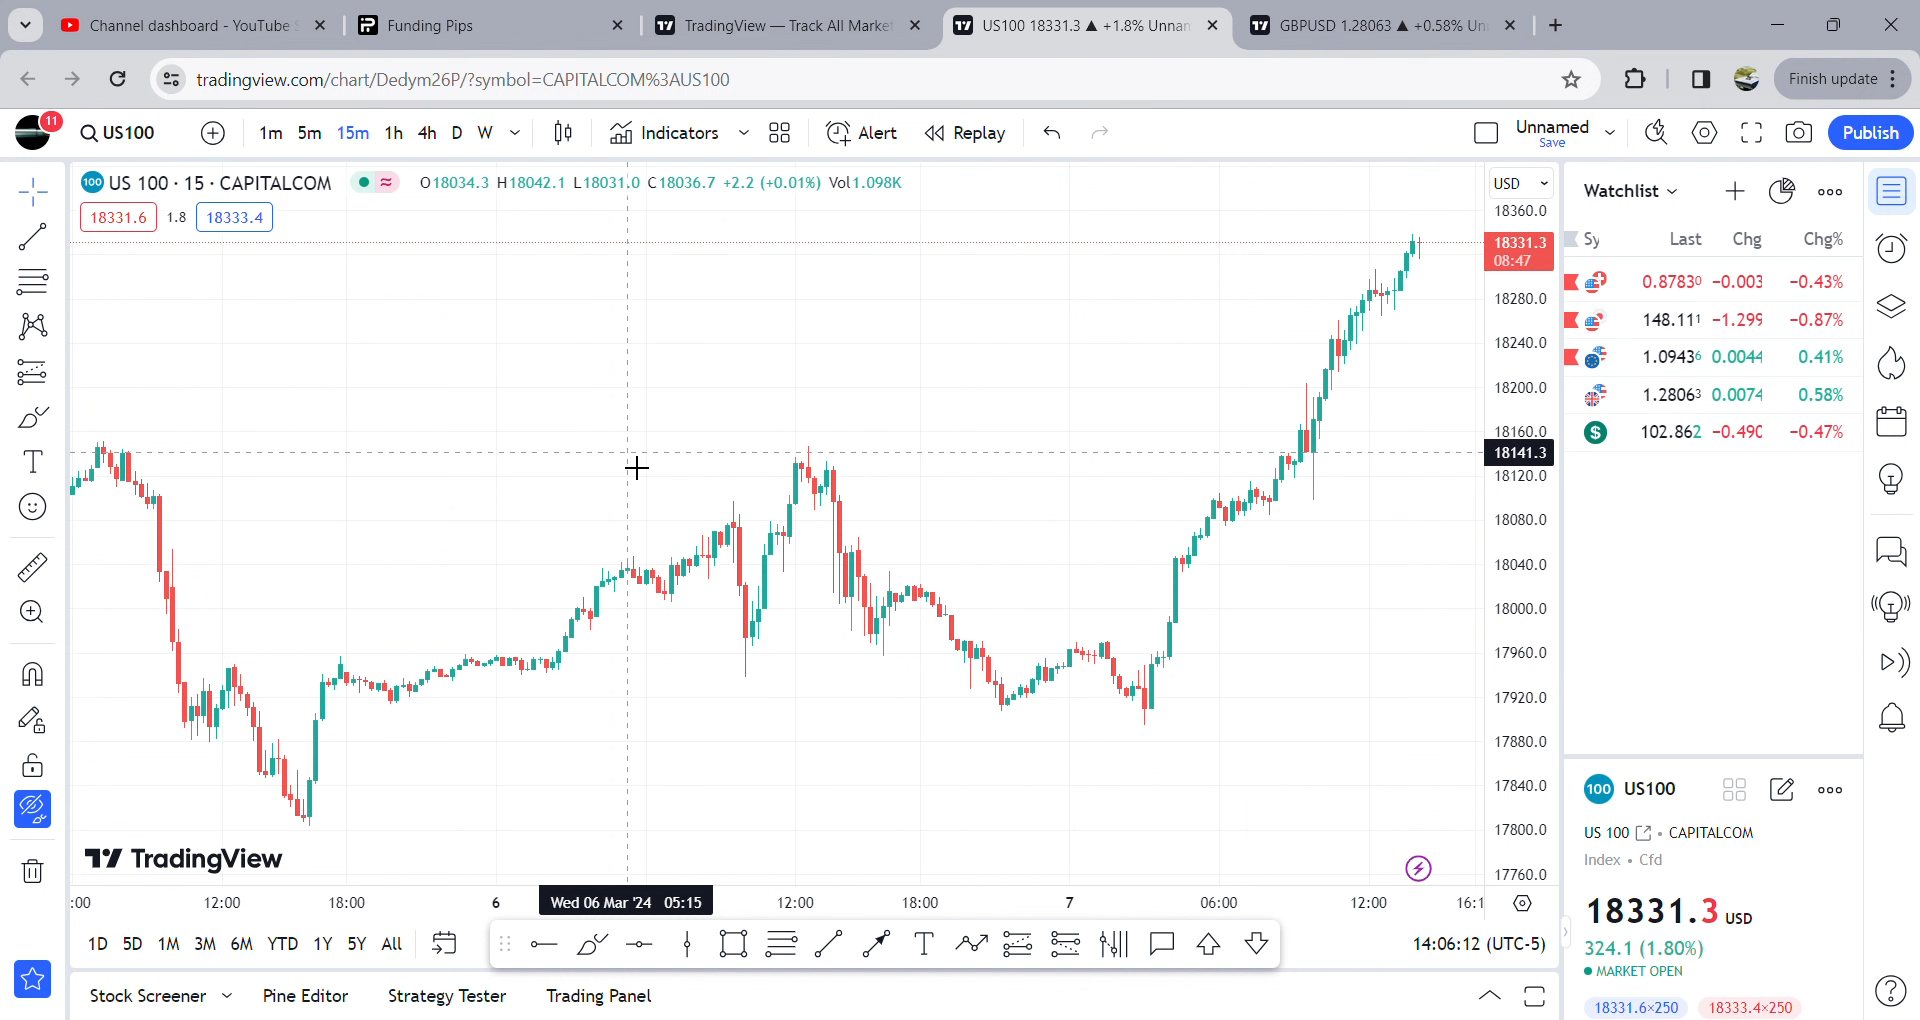 Channel dashboard - YouTube S
Funding Pips
TradingView — Track All Market
US100 18331.3 ▲ +1.8% Unnan
GBPUSD 1.28063 ▲ +0.58% Un
tradingview.com/chart/Dedym26P/?symbol=CAPITALCOM%3AUS100
Finish update
11
US100
1m 5m 15m 1h 4h D W
Indicators
Alert
Replay
Unnamed
Save
Publish
100 US 100 · 15 · CAPITALCOM
O18034.3 H18042.1 L18031.0 C18036.7 +2.2 (+0.01%) Vol1.098K
18331.6 1.8 18333.4
USD
18360.0
18331.3
08:47
18280.0
18240.0
18200.0
18160.0
18141.3
18120.0
18080.0
18040.0
18000.0
17960.0
17920.0
17880.0
17840.0
17800.0
17760.0
TradingView
:00 12:00 18:00 6 Wed 06 Mar '24 05:15 12:00 18:00 7 06:00 12:00 16:1
1D 5D 1M 3M 6M YTD 1Y 5Y All
14:06:12 (UTC-5)
Stock Screener Pine Editor Strategy Tester Trading Panel
Watchlist
Sy Last Chg Chg%
0.87830 −0.003 −0.43%
148.111 −1.299 −0.87%
1.09436 0.0044 0.41%
1.28063 0.0074 0.58%
$ 102.862 −0.490 −0.47%
100 US100
US 100 • CAPITALCOM
Index • Cfd
18331.3 USD
324.1 (1.80%)
MARKET OPEN
18331.6×250 18333.4×250